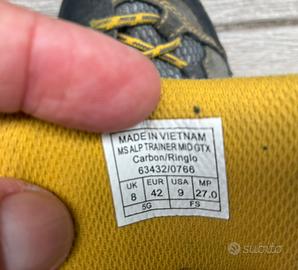 MADE IN VIETNAM
MS ALP TRAINER MID GTX
Carbon/Ringlo
63432/0766
UK EUR USA MP
8 42 9 27.0
5G FS
subito